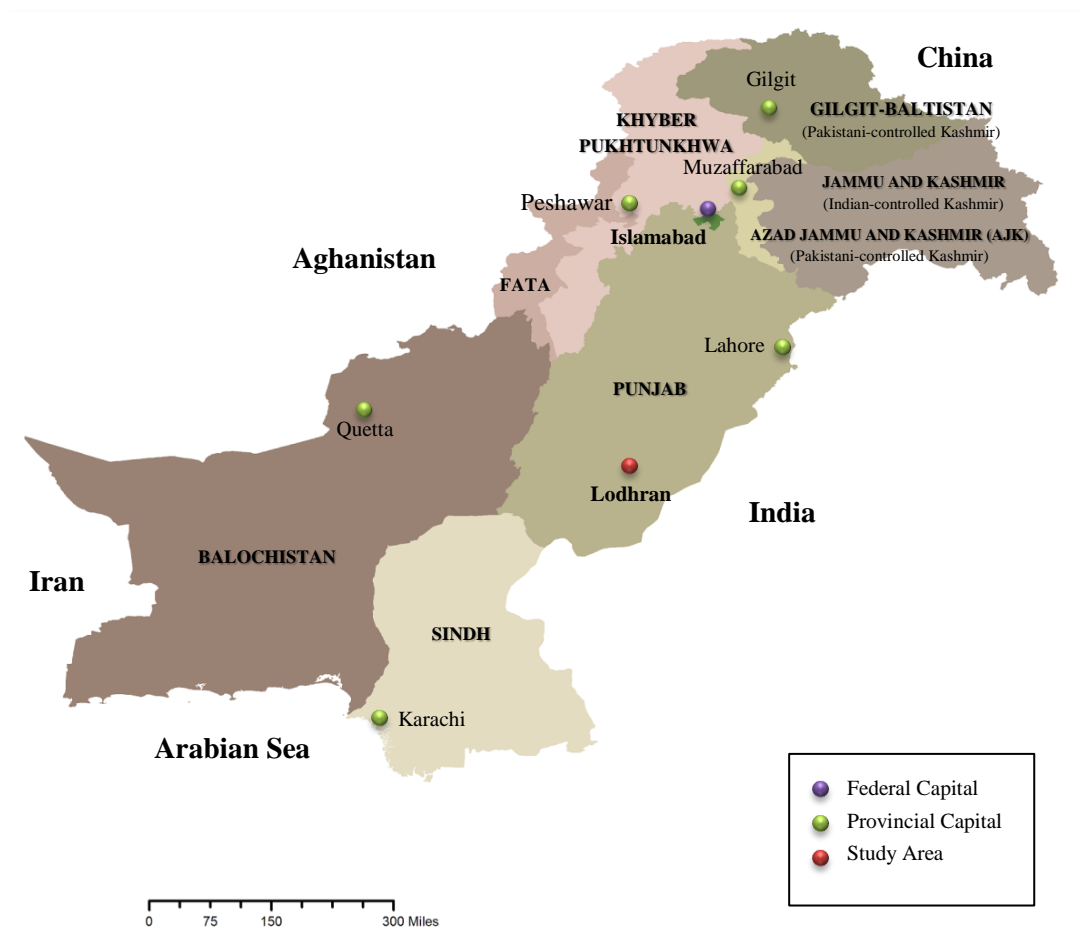 China
Gilgit
GILGIT-BALTISTAN
(Pakistani-controlled Kashmir)
KHYBER
PUKHTUNKHWA
Muzaffarabad
JAMMU AND KASHMIR
(Indian-controlled Kashmir)
Peshawar
Islamabad
AZAD JAMMU AND KASHMIR (AJK)
(Pakistani-controlled Kashmir)
Aghanistan
FATA
Lahore
PUNJAB
Quetta
Lodhran
India
BALOCHISTAN
Iran
SINDH
Karachi
Arabian Sea
Federal Capital
Provincial Capital
Study Area
0 75 150 300 Miles